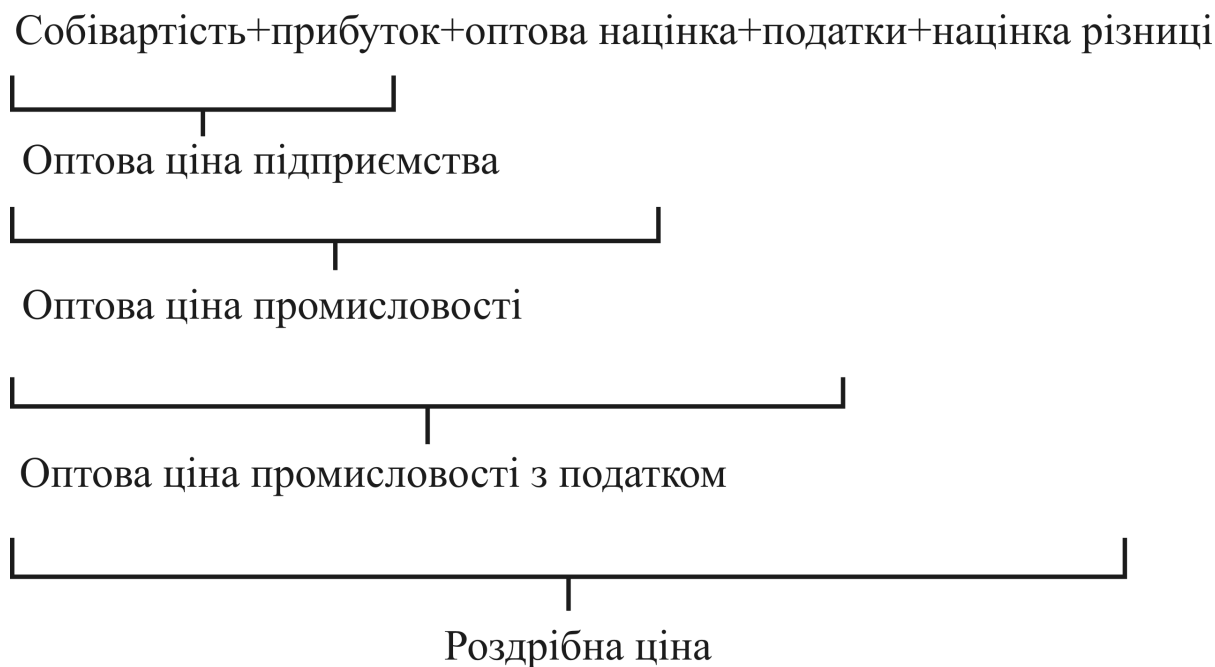 Собівартість+прибуток+оптова націнка+податки+націнка різниці
Оптова ціна підприємства
Оптова ціна промисловості
Оптова ціна промисловості з податком
Роздрібна ціна